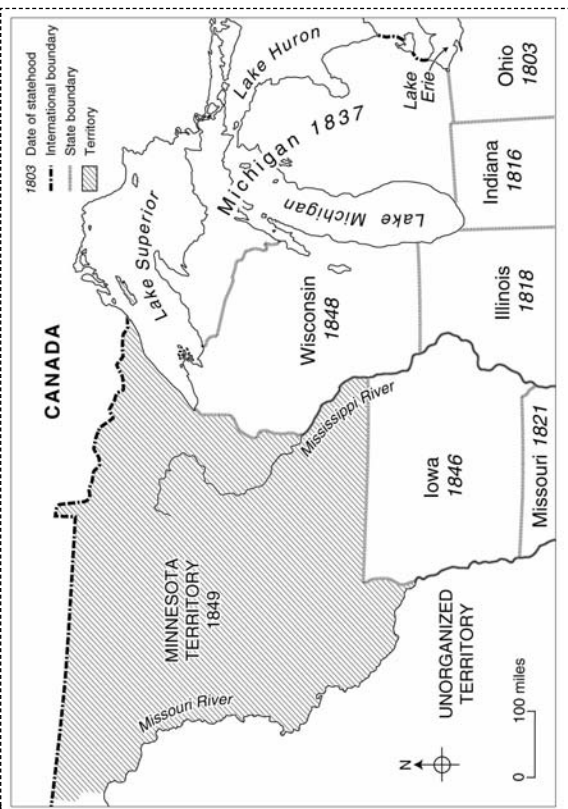 1803 Date of statehood
International boundary
State boundary
Territory
CANADA
Lake Superior
Lake Huron
Michigan 1837
Lake Michigan
Lake
Erie
MINNESOTA
TERRITORY
1849
Missouri River
Mississippi River
Wisconsin
1848
Iowa
1846
UNORGANIZED
TERRITORY
Missouri 1821
Illinois
1818
Indiana
1816
Ohio
1803
N
0 100 miles